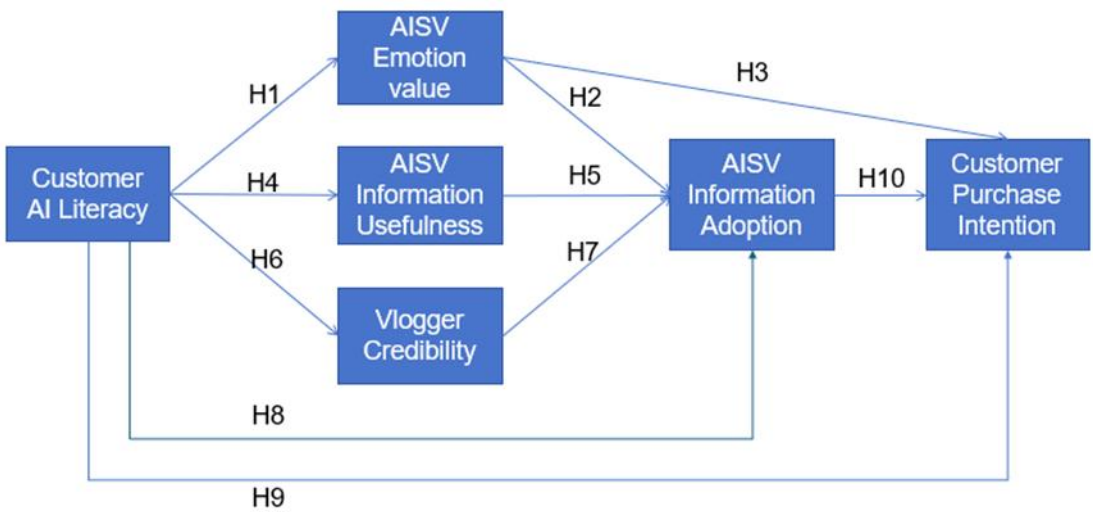 AISV
Emotion
value
H1
H2
H3
Customer
AI Literacy
H4
AISV
Information
Usefulness
H5
AISV
Information
Adoption
H10
Customer
Purchase
Intention
H6
H7
Vlogger
Credibility
H8
H9